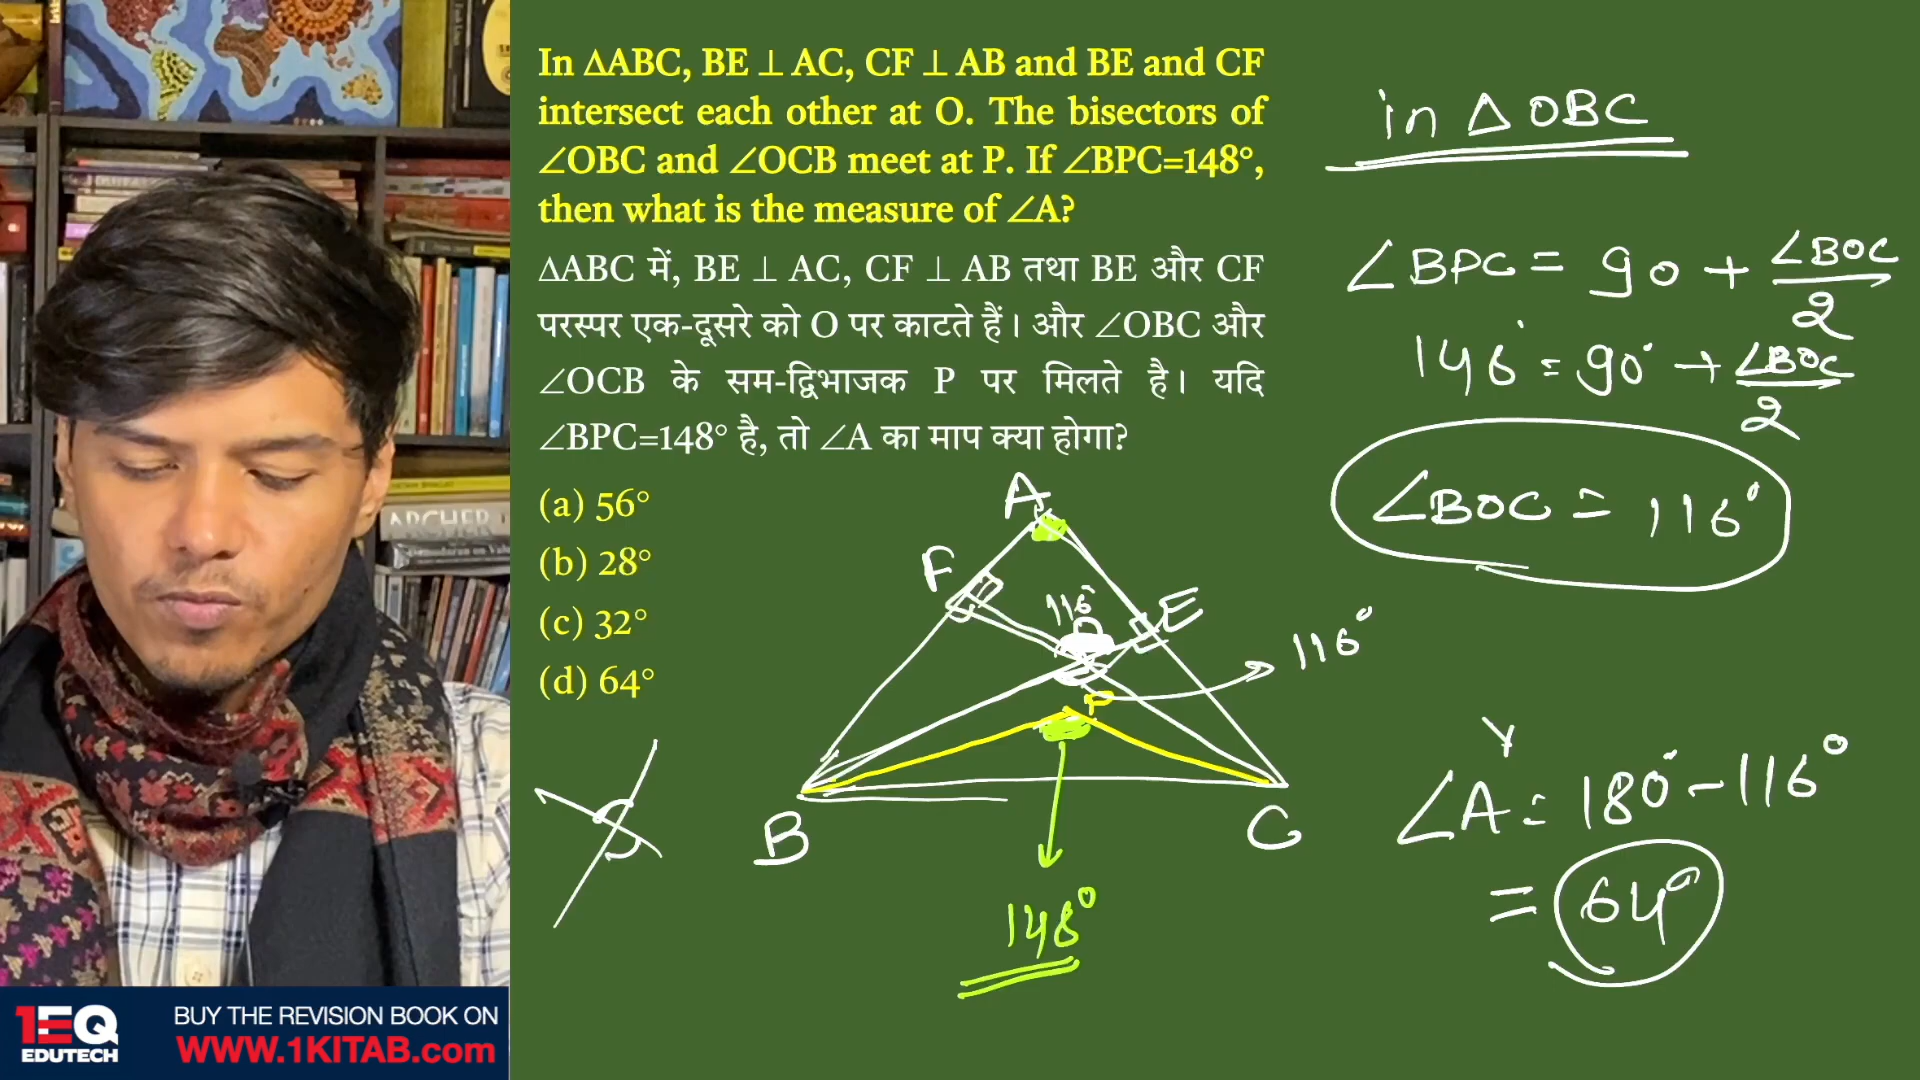 In ΔABC, BE ⊥ AC, CF ⊥ AB and BE and CF
intersect each other at O. The bisectors of
∠OBC and ∠OCB meet at P. If ∠BPC=148°,
then what is the measure of ∠A?
ΔABC में, BE ⊥ AC, CF ⊥ AB तथा BE और CF
परस्पर एक-दूसरे को O पर काटते हैं। और ∠OBC और
∠OCB के सम-द्विभाजक P पर मिलते है। यदि
∠BPC=148° है, तो ∠A का माप क्या होगा?
(a) 56°
(b) 28°
(c) 32°
(d) 64°
A
F
E
116°
O
P
116°
B
C
148°
in Δ OBC
∠BPC = 90 + ∠BOC/2
148° = 90° + ∠BOC/2
∠BOC = 116°
∠A = 180° - 116°
= 64°
ARCHER
1EQ
EDUTECH
BUY THE REVISION BOOK ON
WWW.1KITAB.com